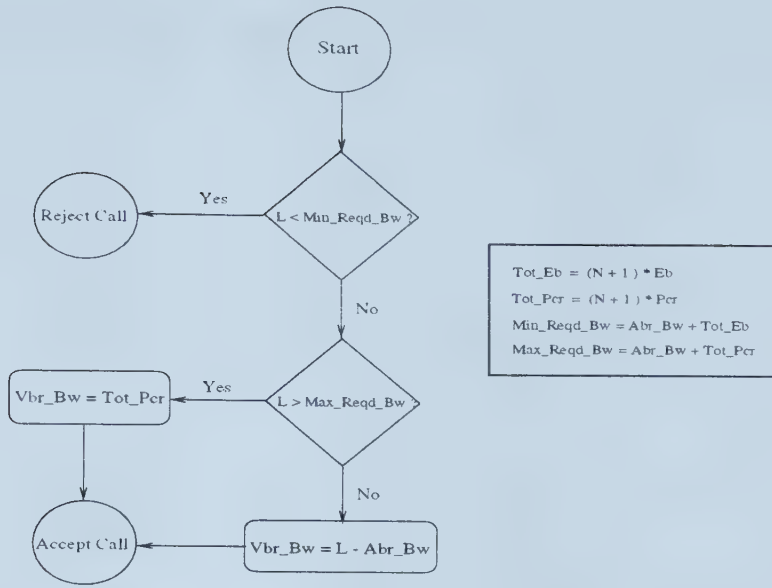 Start
Yes
Reject Call
L < Min_Reqd_Bw ?
No
Tot_Eb = (N + 1) * Eb
Tot_Pcr = (N + 1) * Pcr
Min_Reqd_Bw = Abr_Bw + Tot_Eb
Max_Reqd_Bw = Abr_Bw + Tot_Pcr
Vbr_Bw = Tot_Pcr
Yes
L > Max_Reqd_Bw ?
No
Accept Call
Vbr_Bw = L - Abr_Bw